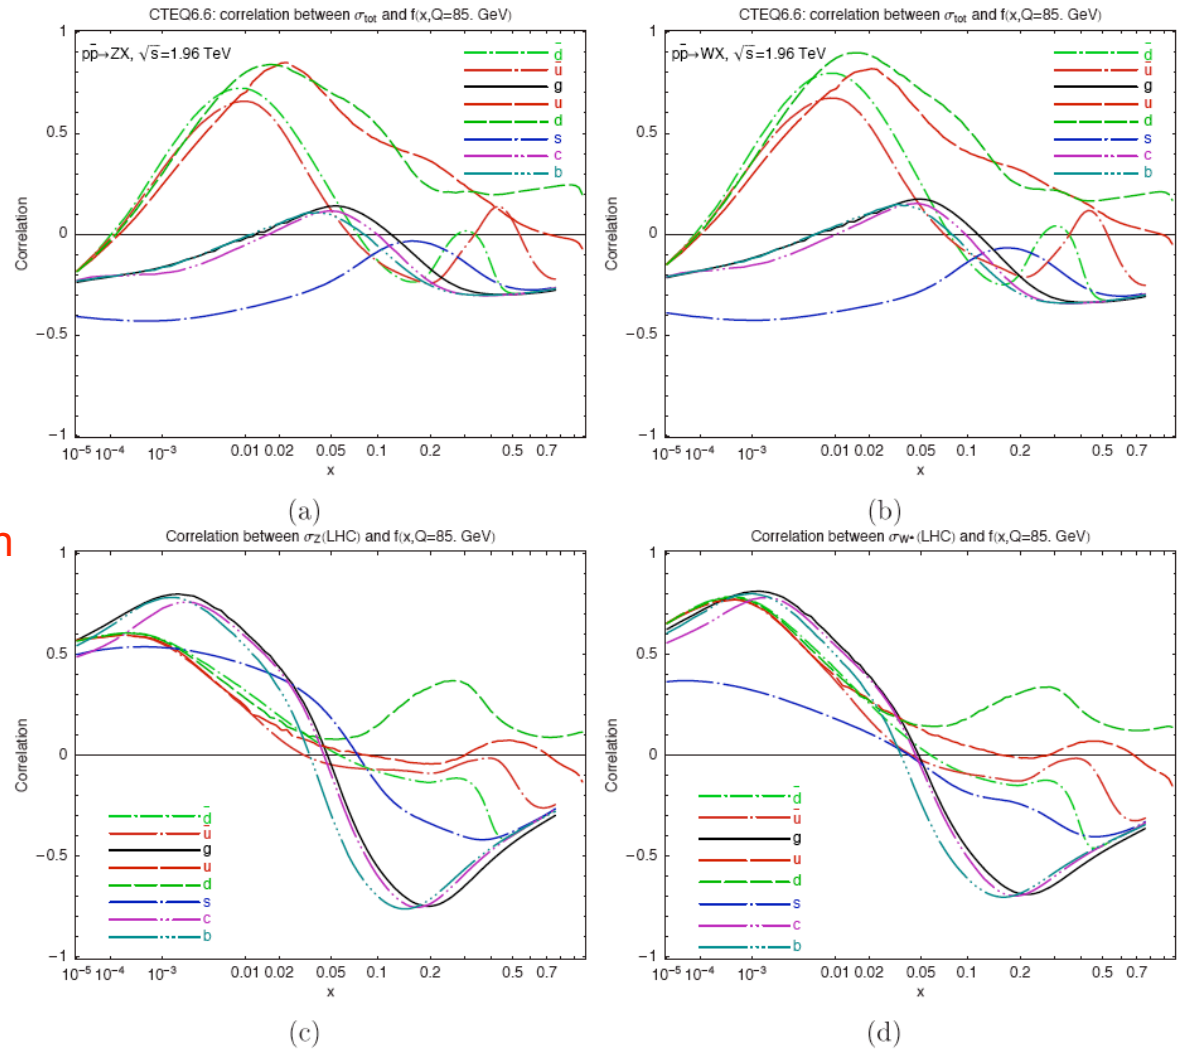 CTEQ6.6: correlation between σtot and f(x,Q=85. GeV)
pp̄→ZX, √s=1.96 TeV
d̄
ū
g
u
d
s
c
b
Correlation
1
0.5
0
−0.5
−1
10⁻⁵ 10⁻⁴ 10⁻³ 0.01 0.02 0.05 0.1 0.2 0.5 0.7
x
(a)
CTEQ6.6: correlation between σtot and f(x,Q=85. GeV)
pp̄→WX, √s=1.96 TeV
d̄
ū
g
u
d
s
c
b
Correlation
1
0.5
0
−0.5
−1
10⁻⁵ 10⁻⁴ 10⁻³ 0.01 0.02 0.05 0.1 0.2 0.5 0.7
x
(b)
n
Correlation between σZ(LHC) and f(x,Q=85. GeV)
Correlation
1
0.5
0
−0.5
−1
d̄
ū
g
u
d
s
c
b
10⁻⁵ 10⁻⁴ 10⁻³ 0.01 0.02 0.05 0.1 0.2 0.5 0.7
x
(c)
Correlation between σW⁺(LHC) and f(x,Q=85. GeV)
Correlation
1
0.5
0
−0.5
−1
d̄
ū
g
u
d
s
c
b
10⁻⁵ 10⁻⁴ 10⁻³ 0.01 0.02 0.05 0.1 0.2 0.5 0.7
x
(d)